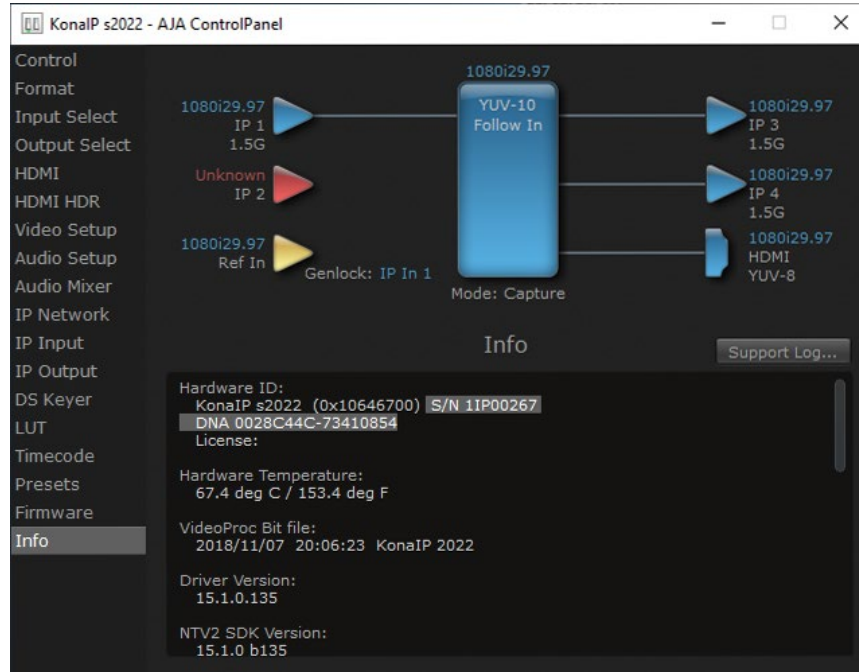 KonaIP s2022 - AJA ControlPanel
Control
Format
Input Select
Output Select
HDMI
HDMI HDR
Video Setup
Audio Setup
Audio Mixer
IP Network
IP Input
IP Output
DS Keyer
LUT
Timecode
Presets
Firmware
Info
1080i29.97
IP 1
1.5G
Unknown
IP 2
1080i29.97
Ref In
Genlock: IP In 1
1080i29.97
YUV-10
Follow In
Mode: Capture
1080i29.97
IP 3
1.5G
1080i29.97
IP 4
1.5G
1080i29.97
HDMI
YUV-8
Info
Support Log...
Hardware ID:
KonaIP s2022 (0x10646700) S/N 1IP00267
DNA 0028C44C-73410854
License:
Hardware Temperature:
67.4 deg C / 153.4 deg F
VideoProc Bit file:
2018/11/07 20:06:23 KonaIP 2022
Driver Version:
15.1.0.135
NTV2 SDK Version:
15.1.0 b135